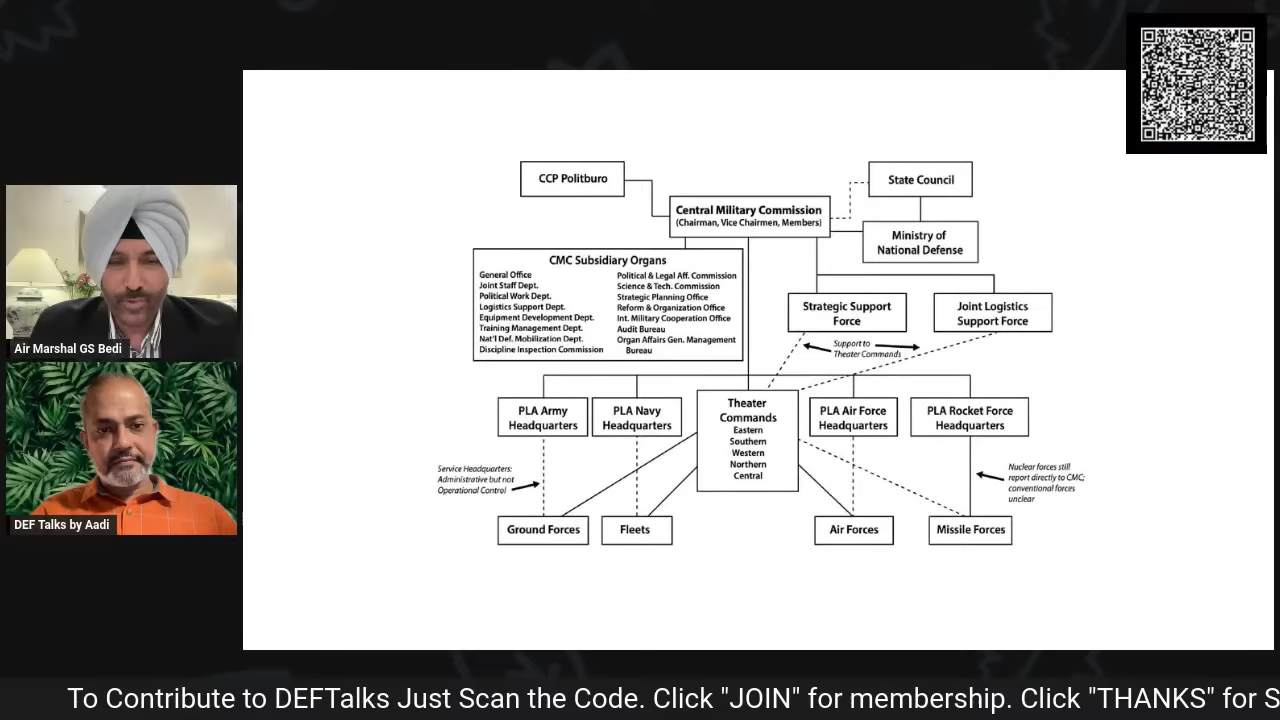 CCP Politburo
State Council
Central Military Commission
(Chairman, Vice Chairmen, Members)
Ministry of
National Defense
CMC Subsidiary Organs
General Office
Joint Staff Dept.
Political Work Dept.
Logistics Support Dept.
Equipment Development Dept.
Training Management Dept.
Nat'l Def. Mobilization Dept.
Discipline Inspection Commission
Political & Legal Aff. Commission
Science & Tech. Commission
Strategic Planning Office
Reform & Organization Office
Int. Military Cooperation Office
Audit Bureau
Organ Affairs Gen. Management
Bureau
Strategic Support
Force
Joint Logistics
Support Force
Support to
Theater Commands
PLA Army
Headquarters
PLA Navy
Headquarters
Theater
Commands
Eastern
Southern
Western
Northern
Central
PLA Air Force
Headquarters
PLA Rocket Force
Headquarters
Service Headquarters:
Administrative but not
Operational Control
Nuclear forces still
report directly to CMC;
conventional forces
unclear
Ground Forces
Fleets
Air Forces
Missile Forces
Air Marshal GS Bedi
DEF Talks by Aadi
To Contribute to DEFTalks Just Scan the Code. Click "JOIN" for membership. Click "THANKS" for S